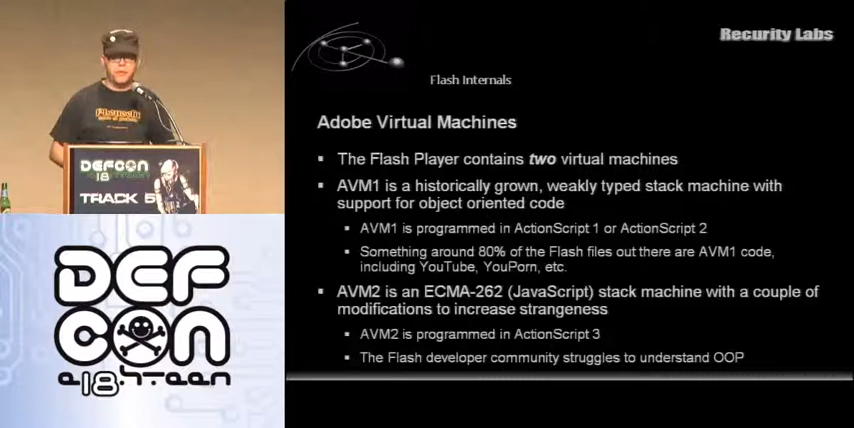 Recurity Labs
Flash Internals
Adobe Virtual Machines
The Flash Player contains two virtual machines
AVM1 is a historically grown, weakly typed stack machine with
support for object oriented code
AVM1 is programmed in ActionScript 1 or ActionScript 2
Something around 80% of the Flash files out there are AVM1 code,
including YouTube, YouPorn, etc.
AVM2 is an ECMA-262 (JavaScript) stack machine with a couple of
modifications to increase strangeness
AVM2 is programmed in ActionScript 3
The Flash developer community struggles to understand OOP
DEFCON
18
TRACK 5
DEF
CON
e18hteen